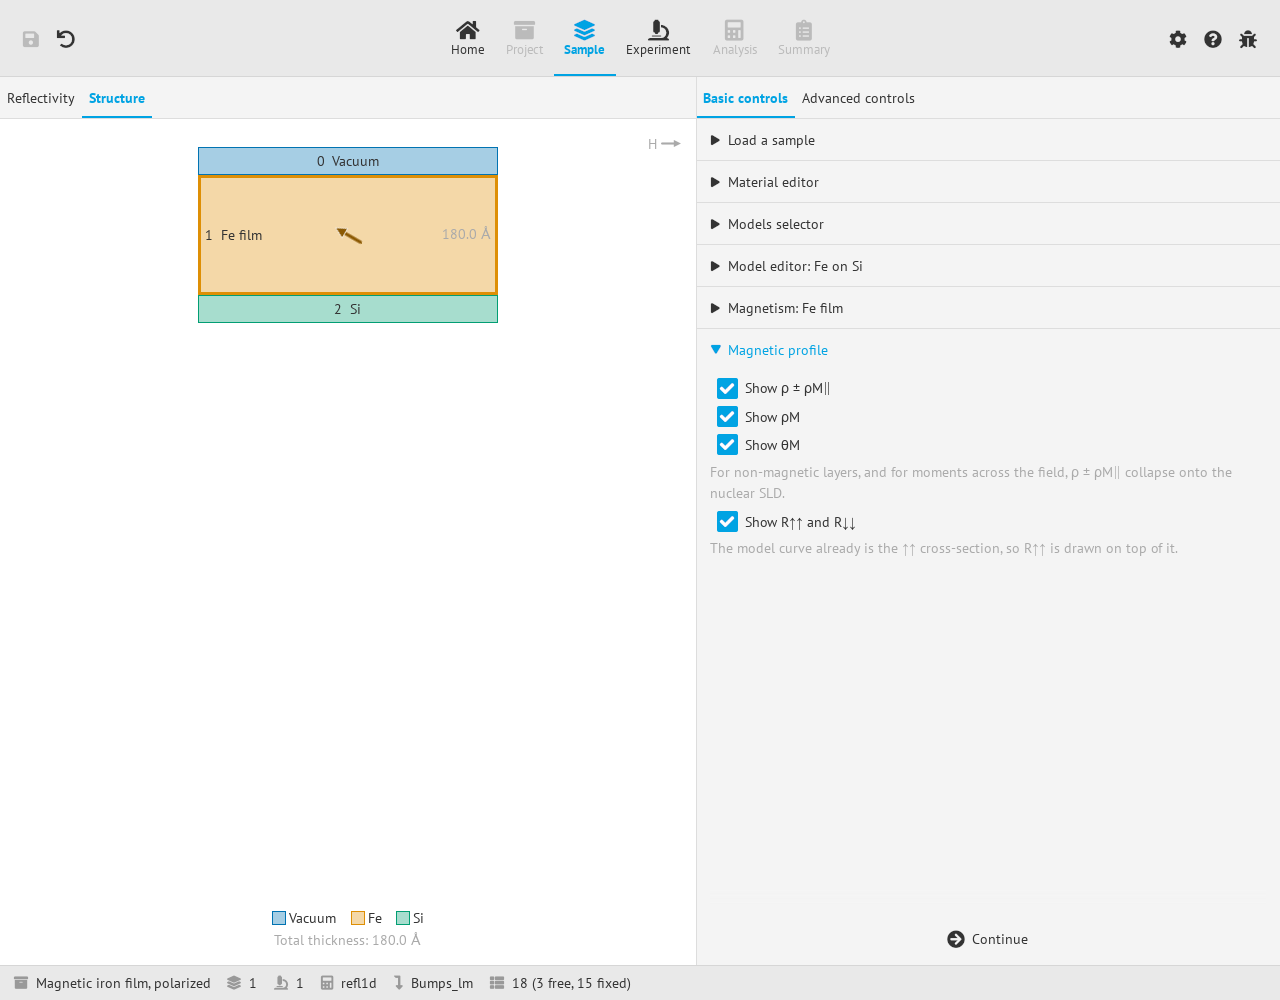 Home Project Sample Experiment Analysis Summary
Reflectivity Structure
Basic controls Advanced controls
H
0 Vacuum
1 Fe film 180.0 Å
2 Si
Vacuum Fe Si
Total thickness: 180.0 Å
Load a sample
Material editor
Models selector
Model editor: Fe on Si
Magnetism: Fe film
Magnetic profile
Show ρ ± ρM∥
Show ρM
Show θM
For non-magnetic layers, and for moments across the field, ρ ± ρM∥ collapse onto the
nuclear SLD.
Show R↑↑ and R↓↓
The model curve already is the ↑↑ cross-section, so R↑↑ is drawn on top of it.
Continue
Magnetic iron film, polarized 1 1 refl1d Bumps_lm 18 (3 free, 15 fixed)